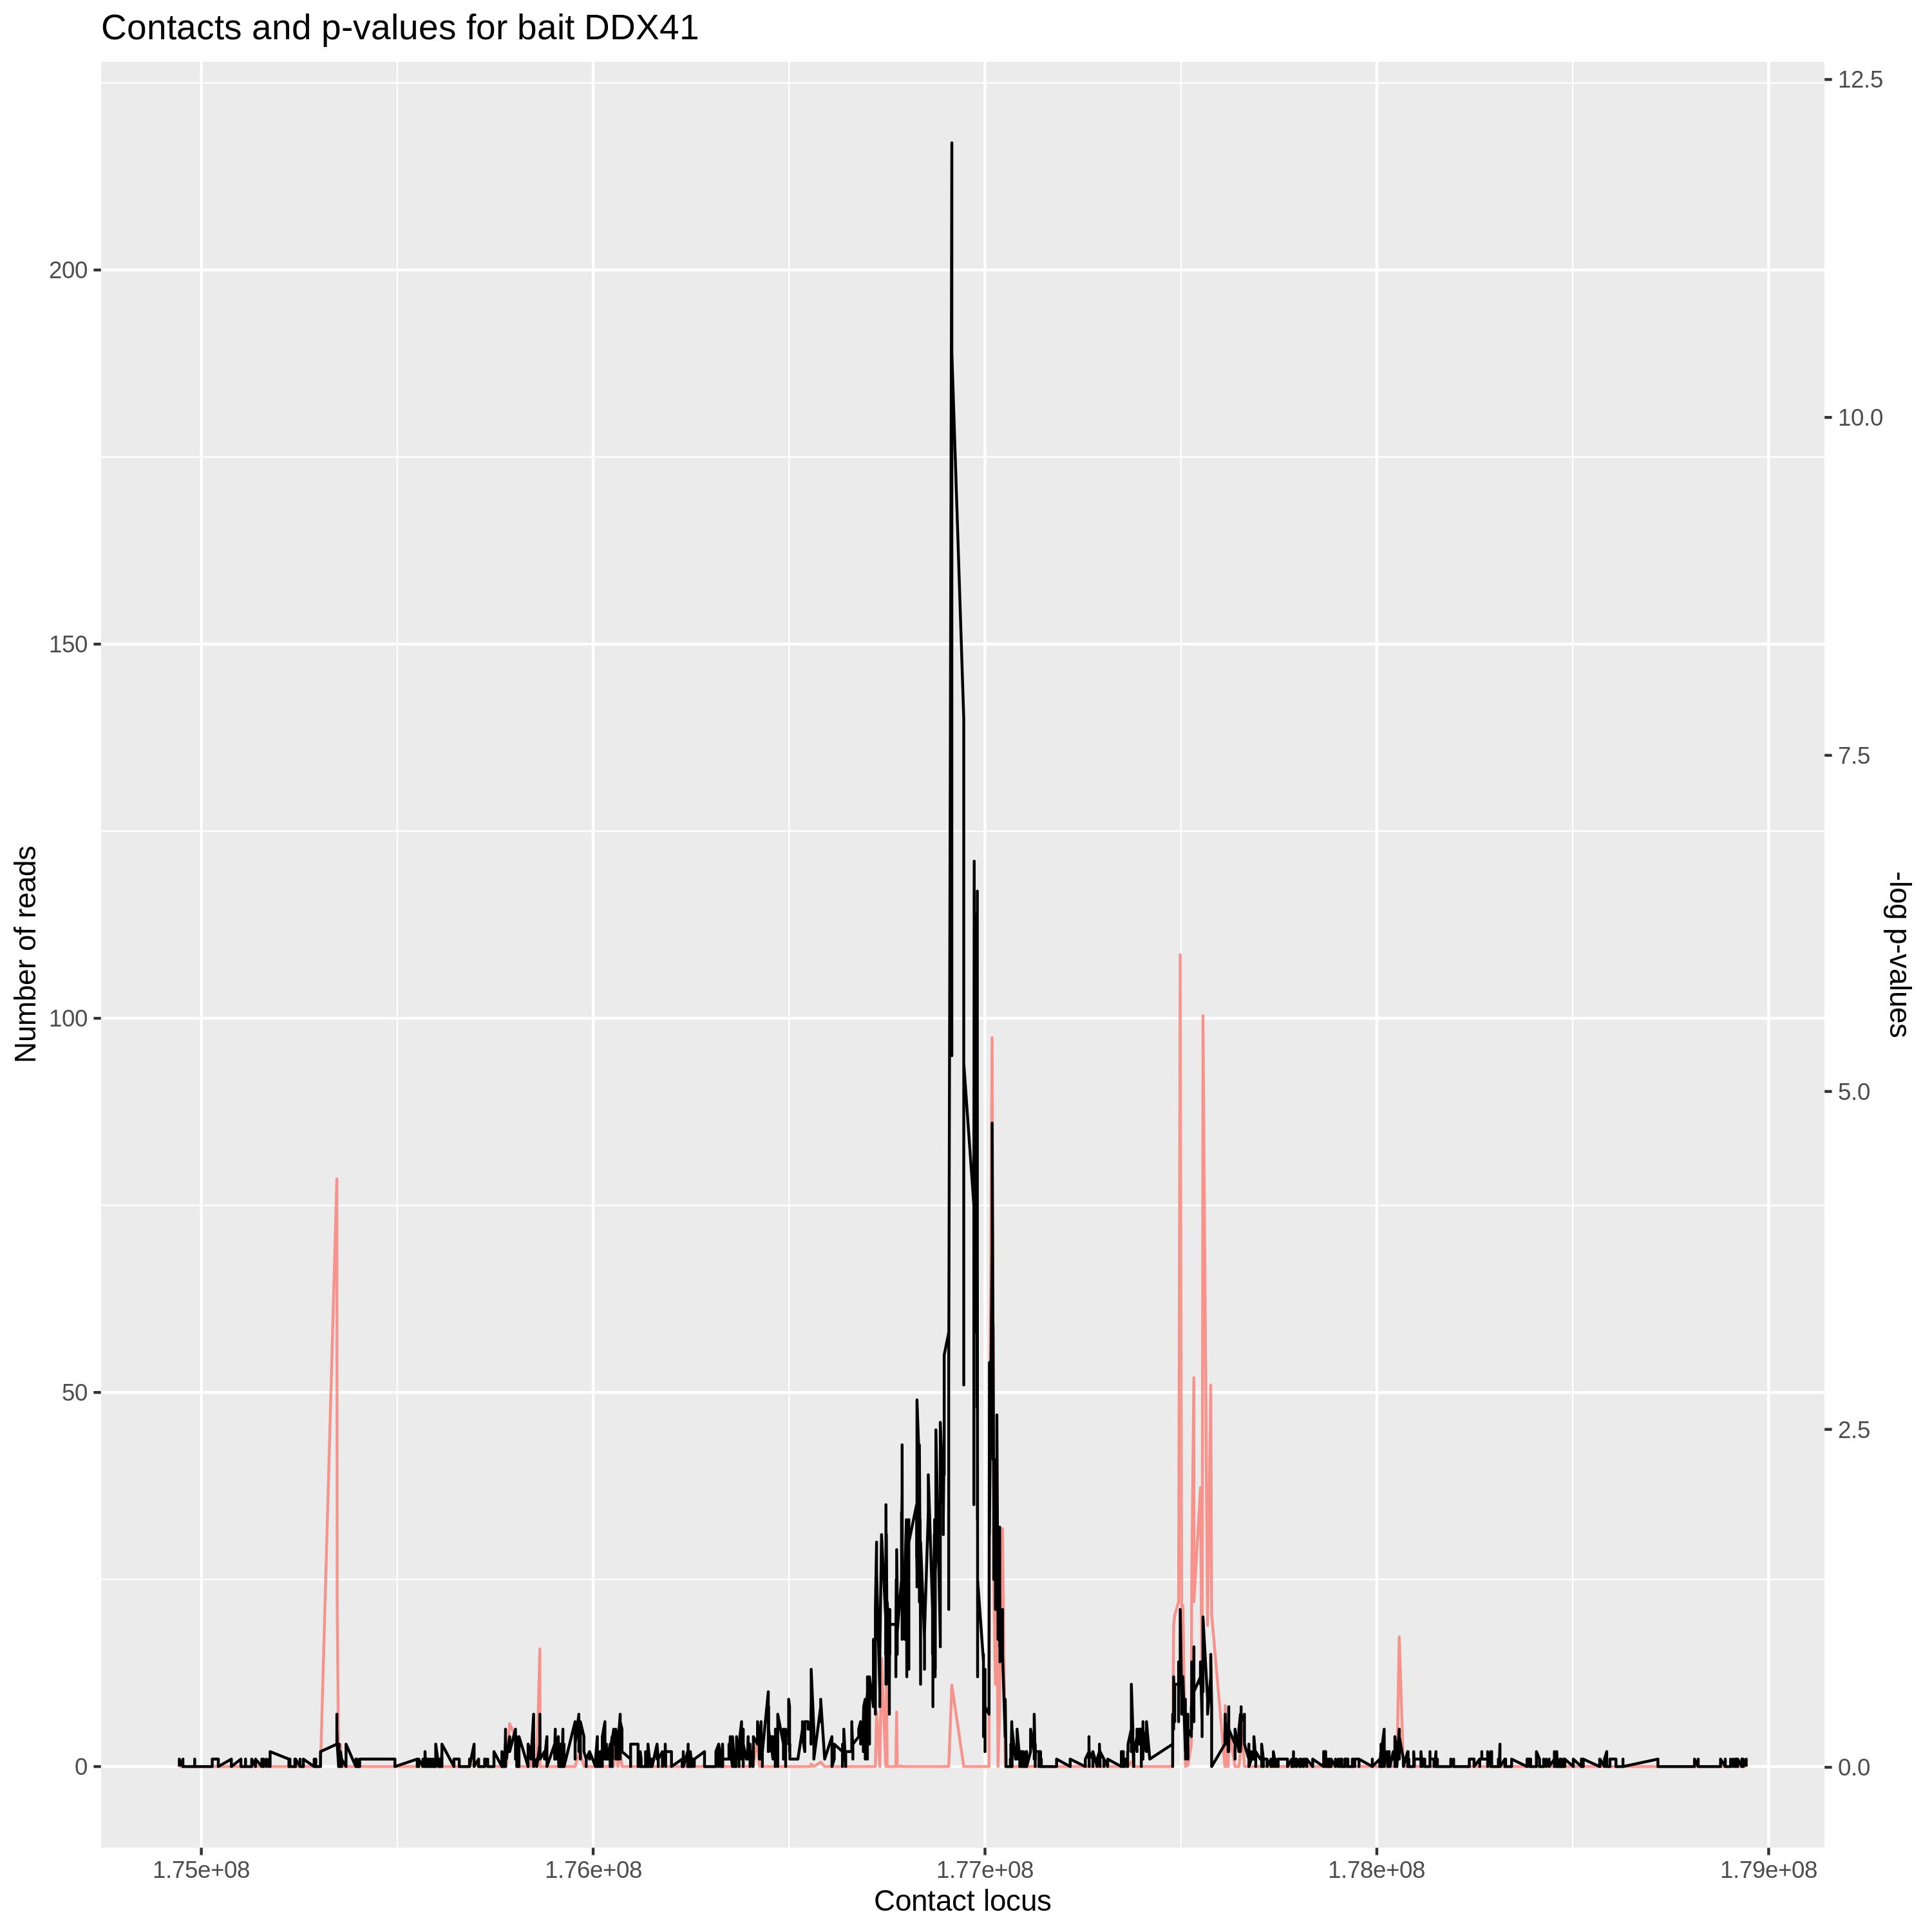 Contacts and p-values for bait DDX41
12.5
200
10.0
150
7.5
Number of reads
-log p-values
100
5.0
50
2.5
0
0.0
1.75e+08
1.76e+08
1.77e+08
1.78e+08
1.79e+08
Contact locus